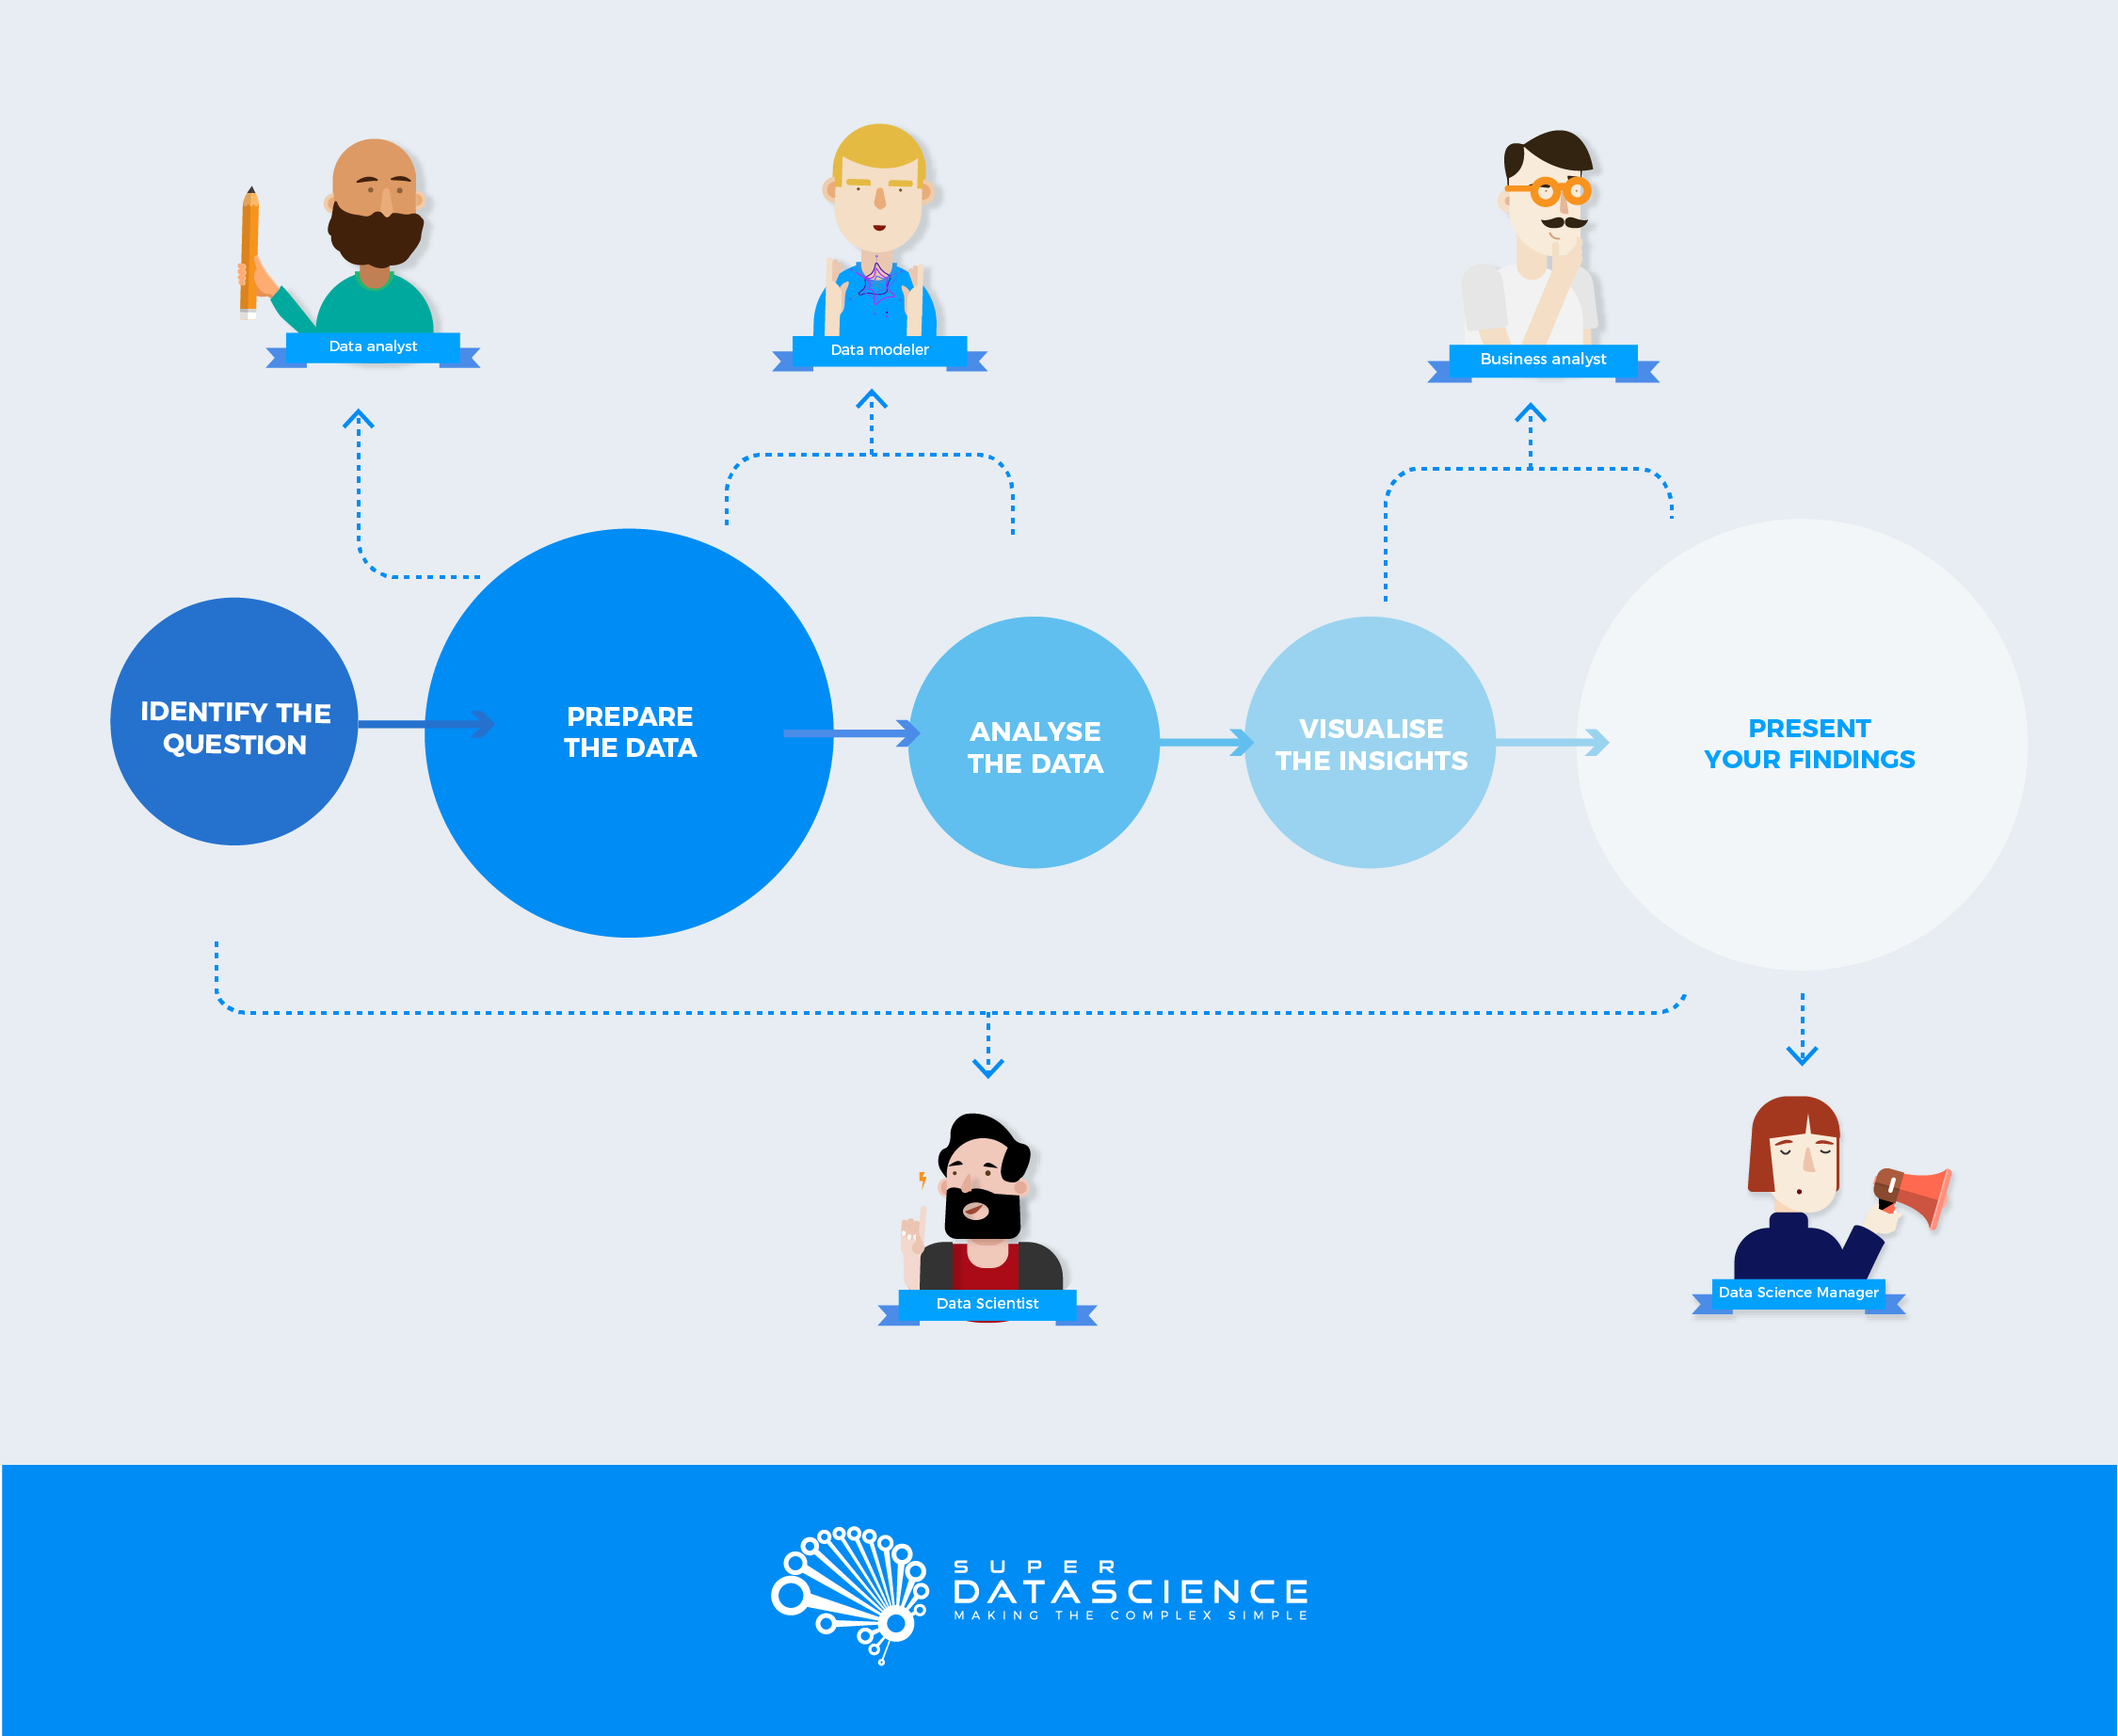 Data analyst
Data modeler
Business analyst
IDENTIFY THE
QUESTION
PREPARE
THE DATA
ANALYSE
THE DATA
VISUALISE
THE INSIGHTS
PRESENT
YOUR FINDINGS
Data Scientist
Data Science Manager
SUPER
DATASCIENCE
MAKING THE COMPLEX SIMPLE